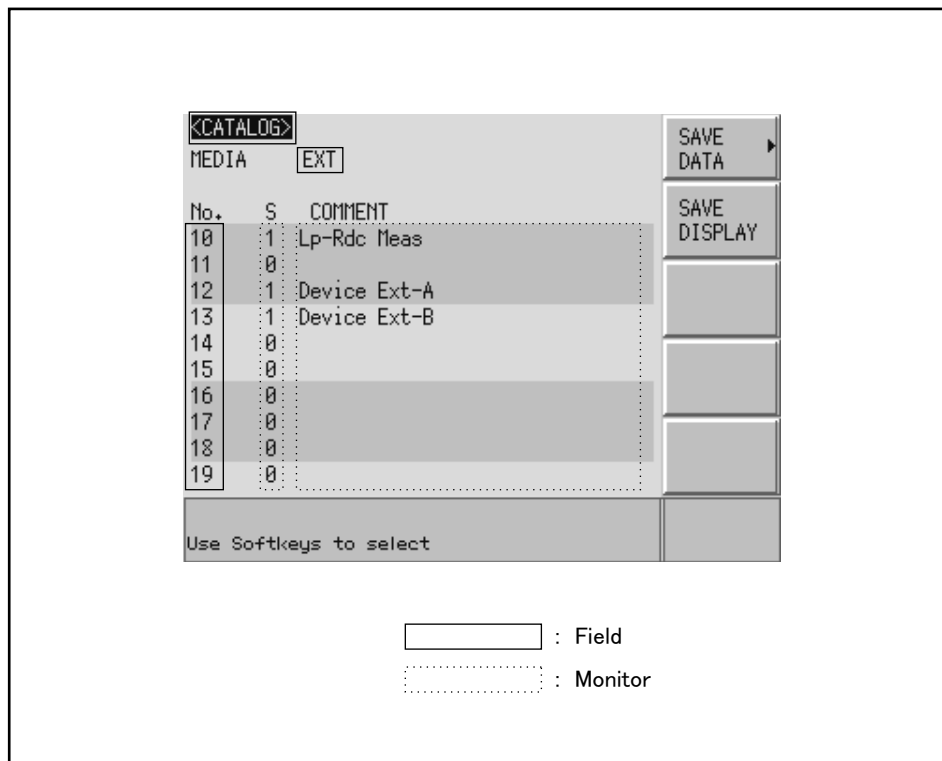 <CATALOG>
MEDIA EXT
No. S COMMENT
10 1 Lp-Rdc Meas
11 0
12 1 Device Ext-A
13 1 Device Ext-B
14 0
15 0
16 0
17 0
18 0
19 0
Use Softkeys to select
SAVE
DATA
SAVE
DISPLAY
: Field
: Monitor